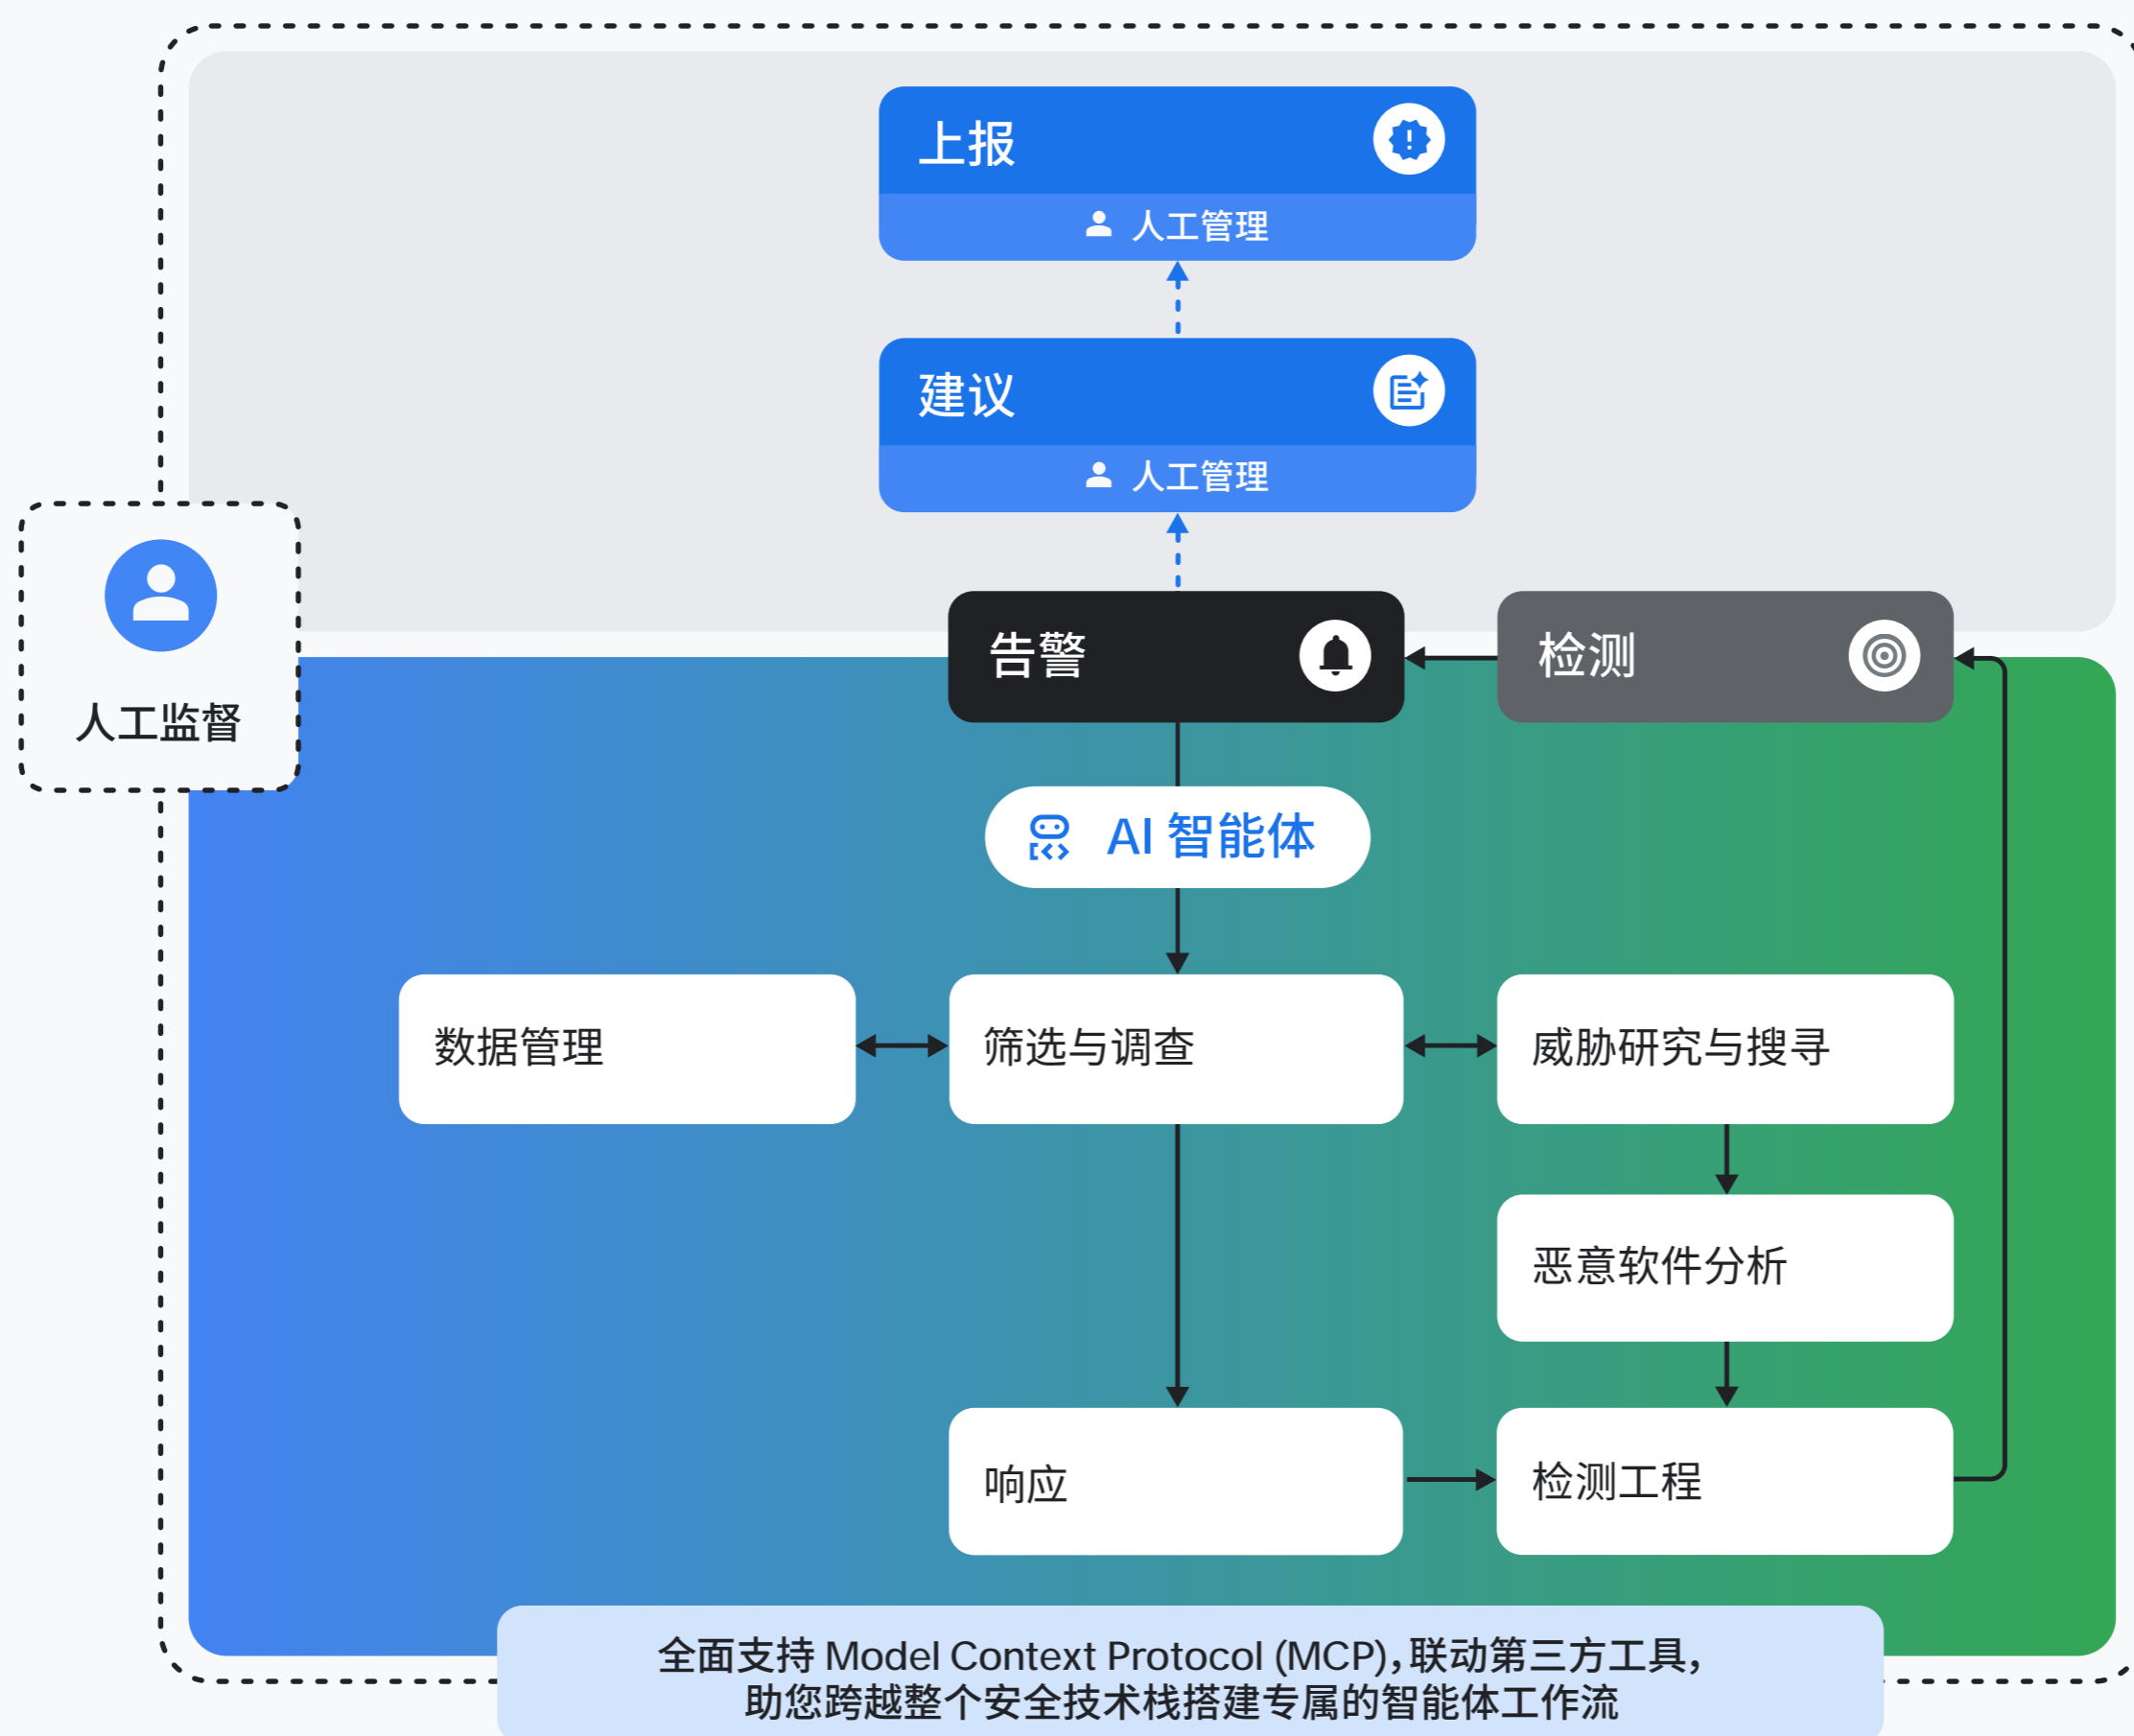 上报
人工管理
建议
人工管理
人工监督
告警
检测
AI 智能体
数据管理
筛选与调查
威胁研究与搜寻
恶意软件分析
响应
检测工程
全面支持 Model Context Protocol (MCP)，联动第三方工具，
助您跨越整个安全技术栈搭建专属的智能体工作流